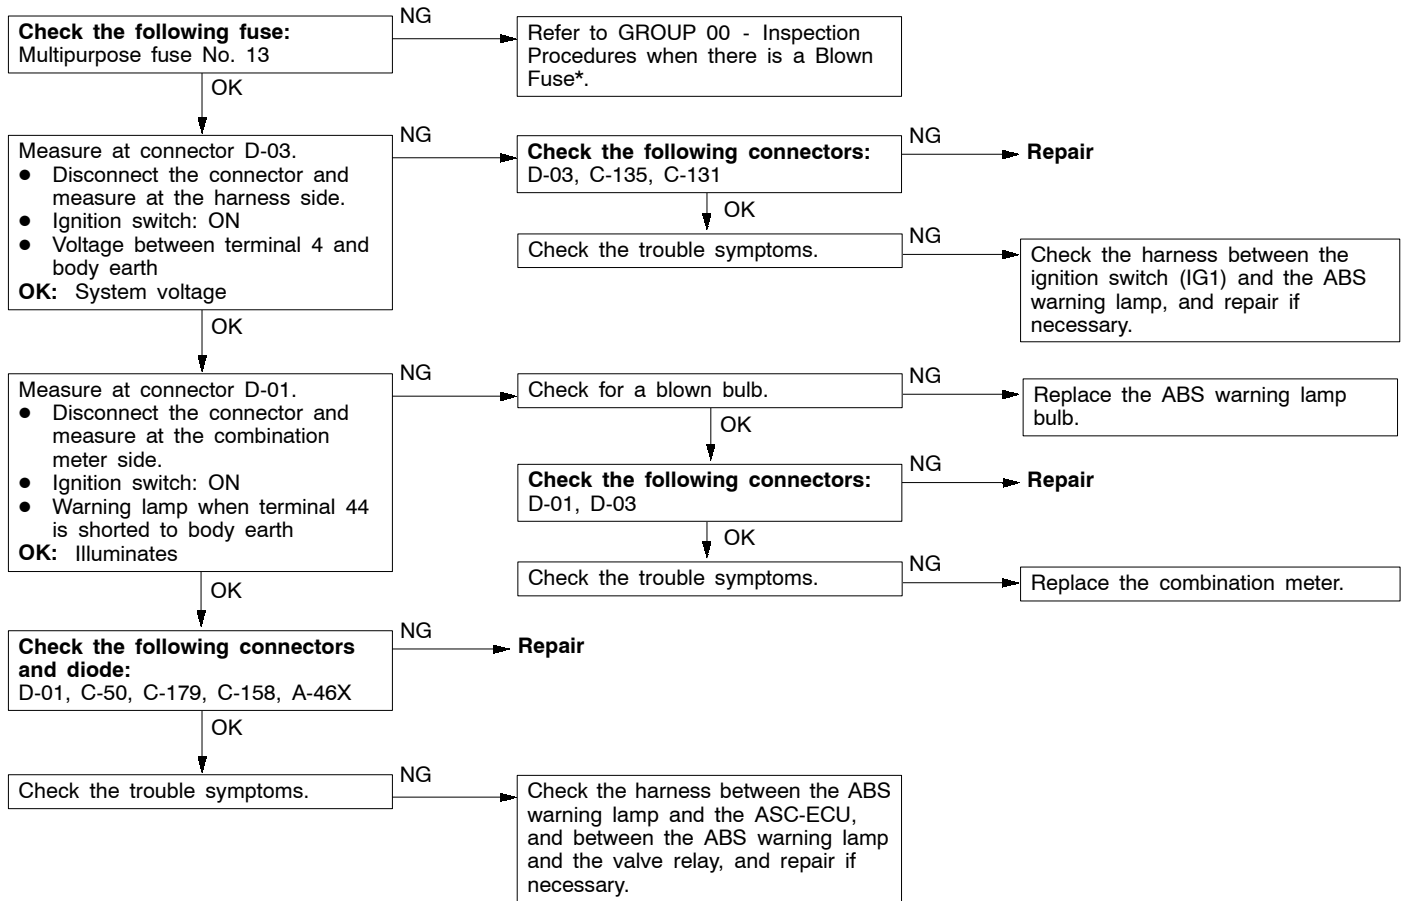 Check the following fuse:
Multipurpose fuse No. 13
NG
Refer to GROUP 00 - Inspection
Procedures when there is a Blown
Fuse*.
OK
Measure at connector D-03.
● Disconnect the connector and
measure at the harness side.
● Ignition switch: ON
● Voltage between terminal 4 and
body earth
OK: System voltage
NG
Check the following connectors:
D-03, C-135, C-131
NG
Repair
OK
Check the trouble symptoms.
NG
Check the harness between the
ignition switch (IG1) and the ABS
warning lamp, and repair if
necessary.
OK
Measure at connector D-01.
● Disconnect the connector and
measure at the combination
meter side.
● Ignition switch: ON
● Warning lamp when terminal 44
is shorted to body earth
OK: Illuminates
NG
Check for a blown bulb.
NG
Replace the ABS warning lamp
bulb.
OK
Check the following connectors:
D-01, D-03
NG
Repair
OK
Check the trouble symptoms.
NG
Replace the combination meter.
OK
Check the following connectors
and diode:
D-01, C-50, C-179, C-158, A-46X
NG
Repair
OK
Check the trouble symptoms.
NG
Check the harness between the ABS
warning lamp and the ASC-ECU,
and between the ABS warning lamp
and the valve relay, and repair if
necessary.